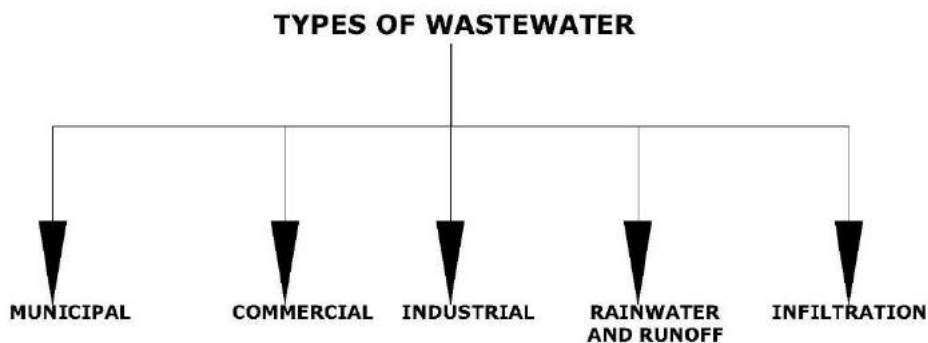 TYPES OF WASTEWATER
MUNICIPAL
COMMERCIAL
INDUSTRIAL
RAINWATER
AND RUNOFF
INFILTRATION